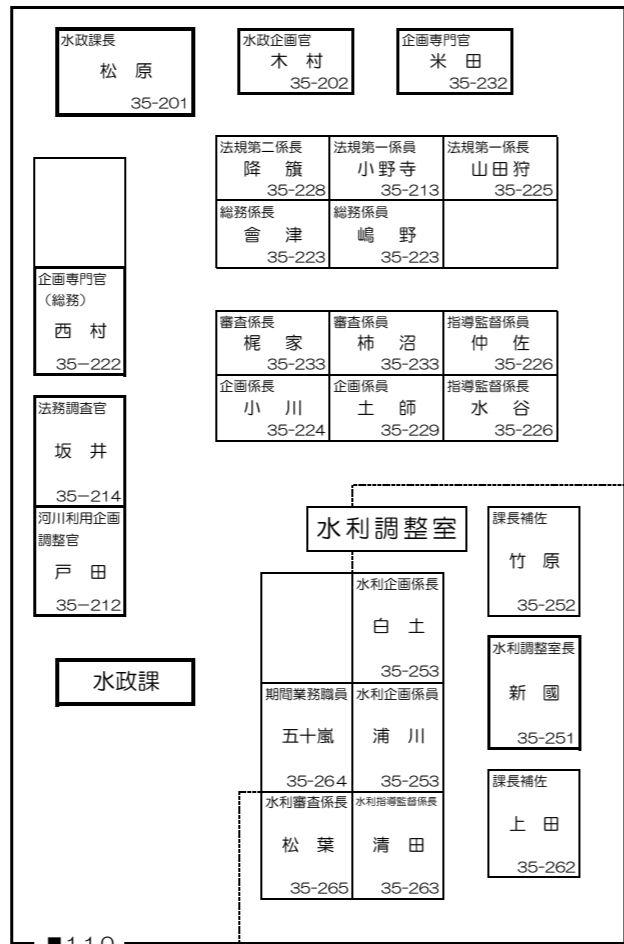 水政課長
松原
35-201
水政企画官
木村
35-202
企画専門官
米田
35-232
法規第二係長
降籏
35-228
法規第一係員
小野寺
35-213
法規第一係長
山田狩
35-225
総務係長
會津
35-223
総務係員
嶋野
35-223
企画専門官
（総務）
西村
35－222
審査係長
梶家
35-233
審査係員
柿沼
35-233
指導監督係員
仲佐
35-226
企画係長
小川
35-224
企画係員
土師
35-229
指導監督係長
水谷
35-226
法務調査官
坂井
35－214
河川利用企画
調整官
戸田
35－212
水利調整室
課長補佐
竹原
35-252
水利企画係長
白土
35-253
水利調整室長
新國
35-251
水政課
期間業務職員
五十嵐
35-264
水利企画係員
浦川
35-253
水利審査係長
松葉
35-265
水利指導監督係長
清田
35-263
課長補佐
上田
35-262
■110